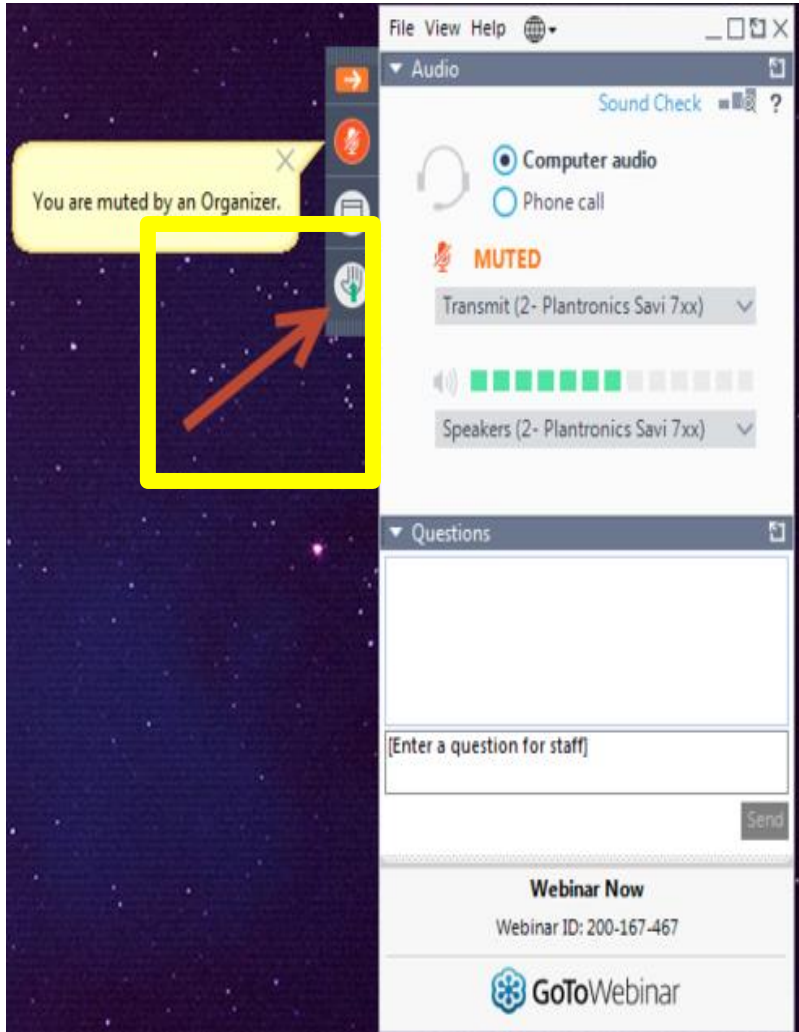 File View Help
Audio
Sound Check ?
Computer audio
Phone call
You are muted by an Organizer.
MUTED
Transmit (2- Plantronics Savi 7xx)
Speakers (2- Plantronics Savi 7xx)
Questions
[Enter a question for staff]
Send
Webinar Now
Webinar ID: 200-167-467
GoToWebinar